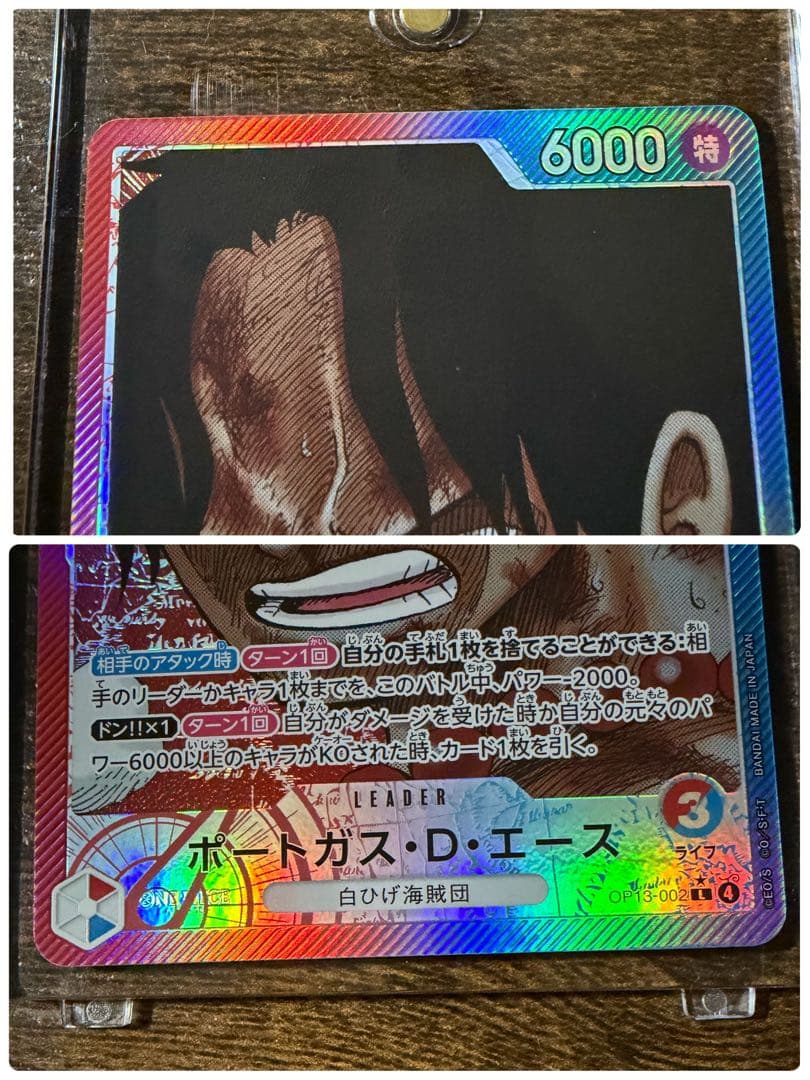 6000 特
相手のアタック時 ターン1回 自分の手札1枚を捨てることができる:相
手のリーダーかキャラ1枚までを、このバトル中、パワー-2000。
ドン!!×1 ターン1回 自分がダメージを受けた時か自分の元々のパ
ワー6000以上のキャラがKOされた時、カード1枚を引く。
LEADER
3
ポートガス・D・エース
ライフ
白ひげ海賊団
ONE PIECE
OP13-002 L 4
©EO/S ©O/S・F・T BANDAI MADE IN JAPAN